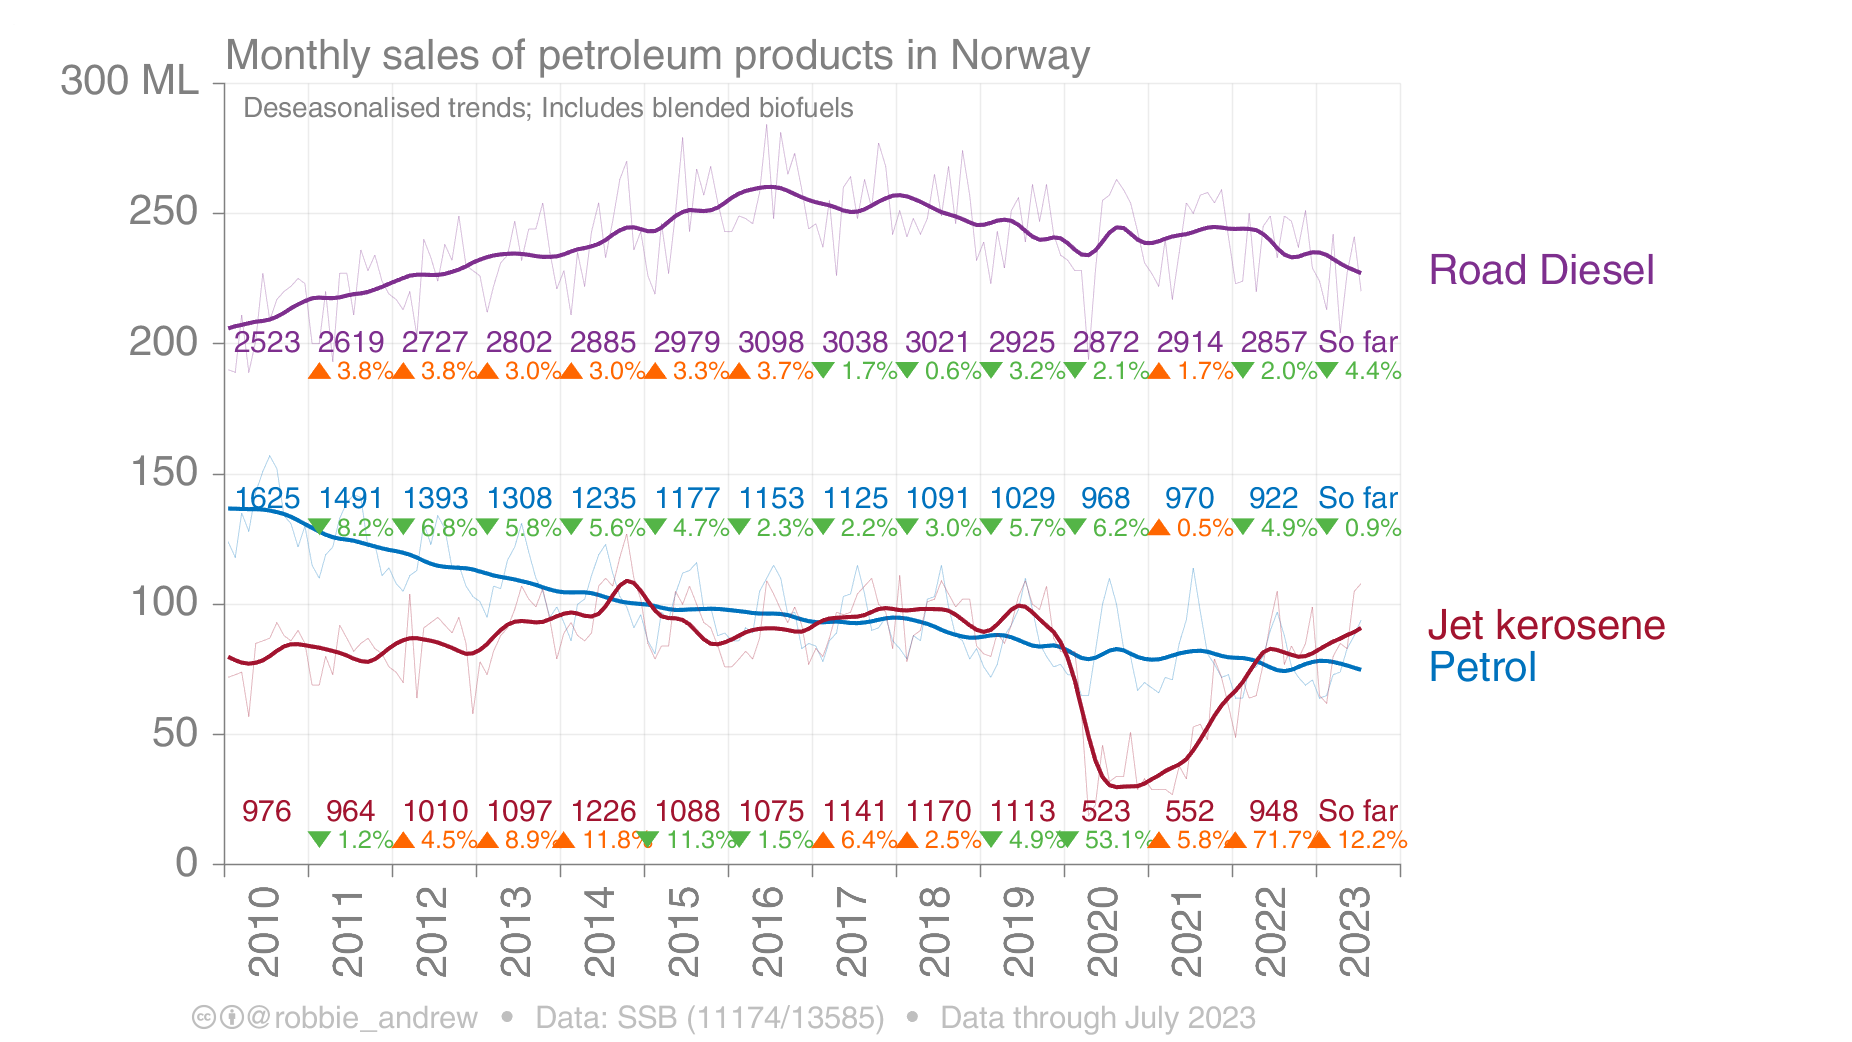 Monthly sales of petroleum products in Norway
300 ML
Deseasonalised trends; Includes blended biofuels
250
Road Diesel
200
2523 2619 2727 2802 2885 2979 3098 3038 3021 2925 2872 2914 2857 So far
3.8% 3.8% 3.0% 3.0% 3.3% 3.7% 1.7% 0.6% 3.2% 2.1% 1.7% 2.0% 4.4%
150
1625 1491 1393 1308 1235 1177 1153 1125 1091 1029 968 970 922 So far
8.2% 6.8% 5.8% 5.6% 4.7% 2.3% 2.2% 3.0% 5.7% 6.2% 0.5% 4.9% 0.9%
100
Jet kerosene
Petrol
50
976 964 1010 1097 1226 1088 1075 1141 1170 1113 523 552 948 So far
1.2% 4.5% 8.9% 11.8% 11.3% 1.5% 6.4% 2.5% 4.9% 53.1% 5.8% 71.7% 12.2%
0
2010 2011 2012 2013 2014 2015 2016 2017 2018 2019 2020 2021 2022 2023
cc @robbie_andrew • Data: SSB (11174/13585) • Data through July 2023